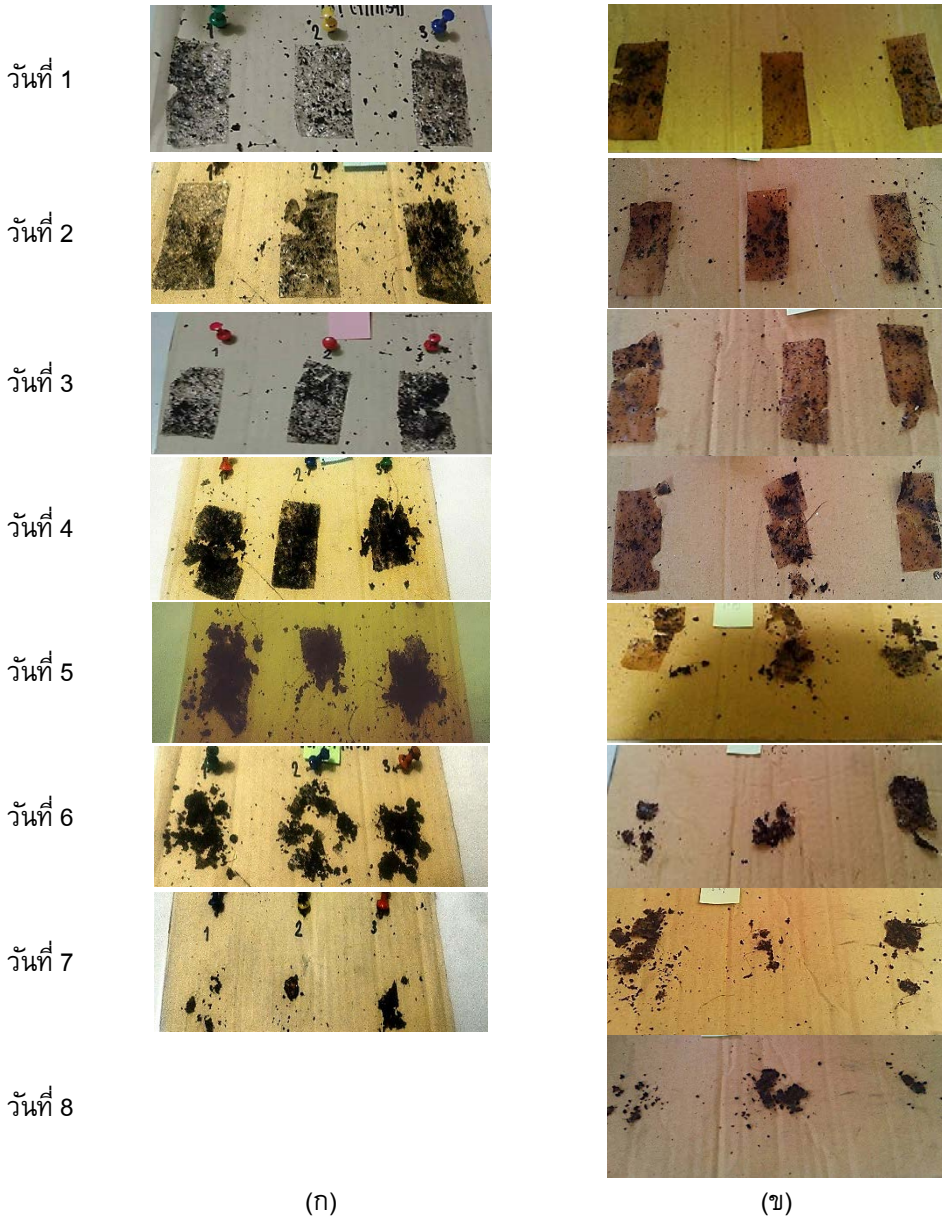 วันที่ 1
1 2 3
วันที่ 2
วันที่ 3
1 2 3
วันที่ 4
1 2 3
วันที่ 5
วันที่ 6
1 2 3
วันที่ 7
1 2 3
วันที่ 8
(ก) (ข)